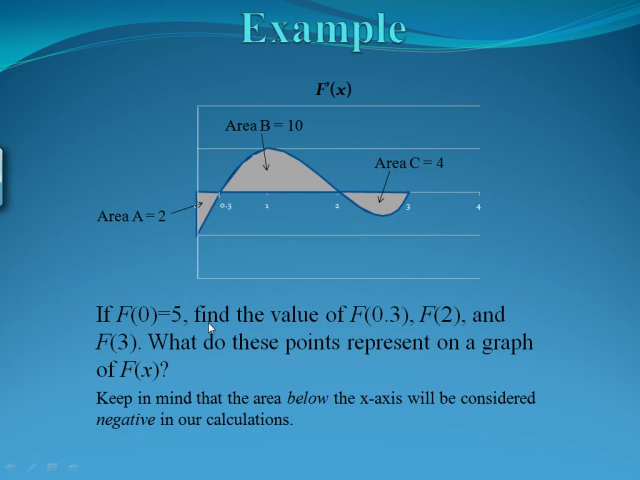 Example
F'(x)
Area B = 10
Area C = 4
0.3 1 2 3 4
Area A = 2
If F(0)=5, find the value of F(0.3), F(2), and
F(3). What do these points represent on a graph
of F(x)?
Keep in mind that the area below the x-axis will be considered
negative in our calculations.